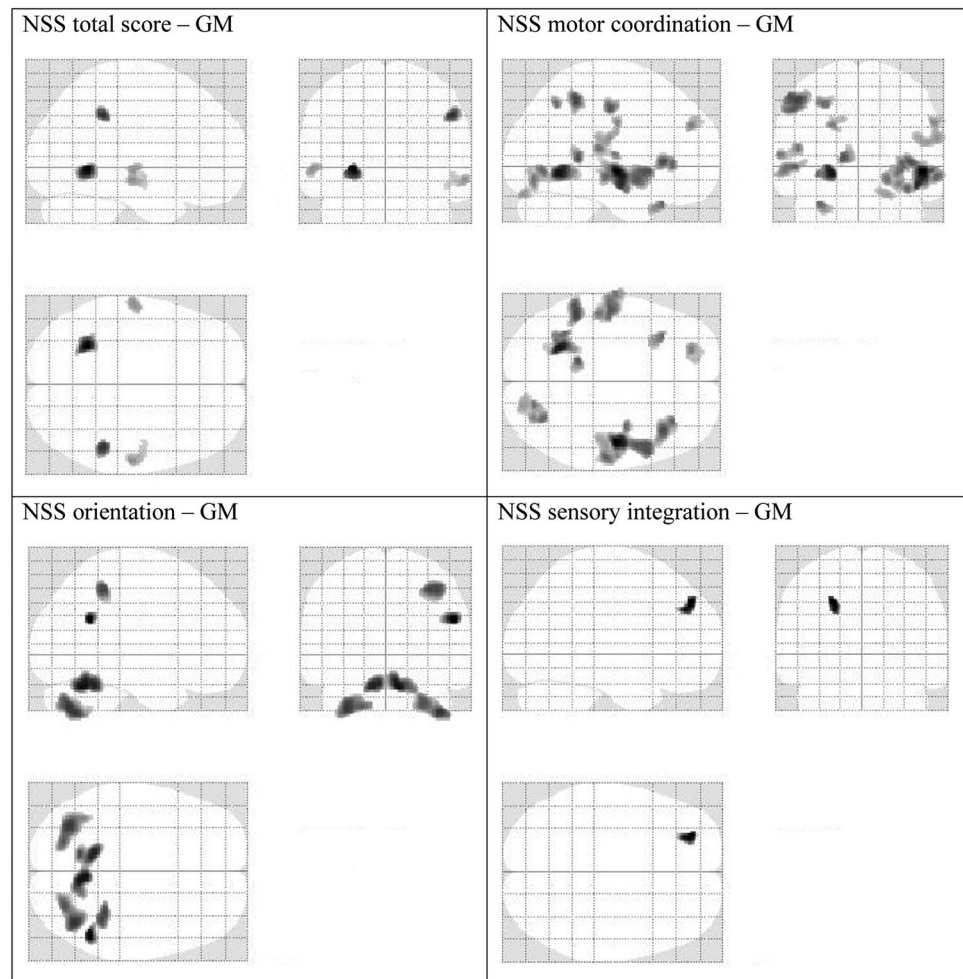 NSS total score – GM
NSS motor coordination – GM
NSS orientation – GM
NSS sensory integration – GM